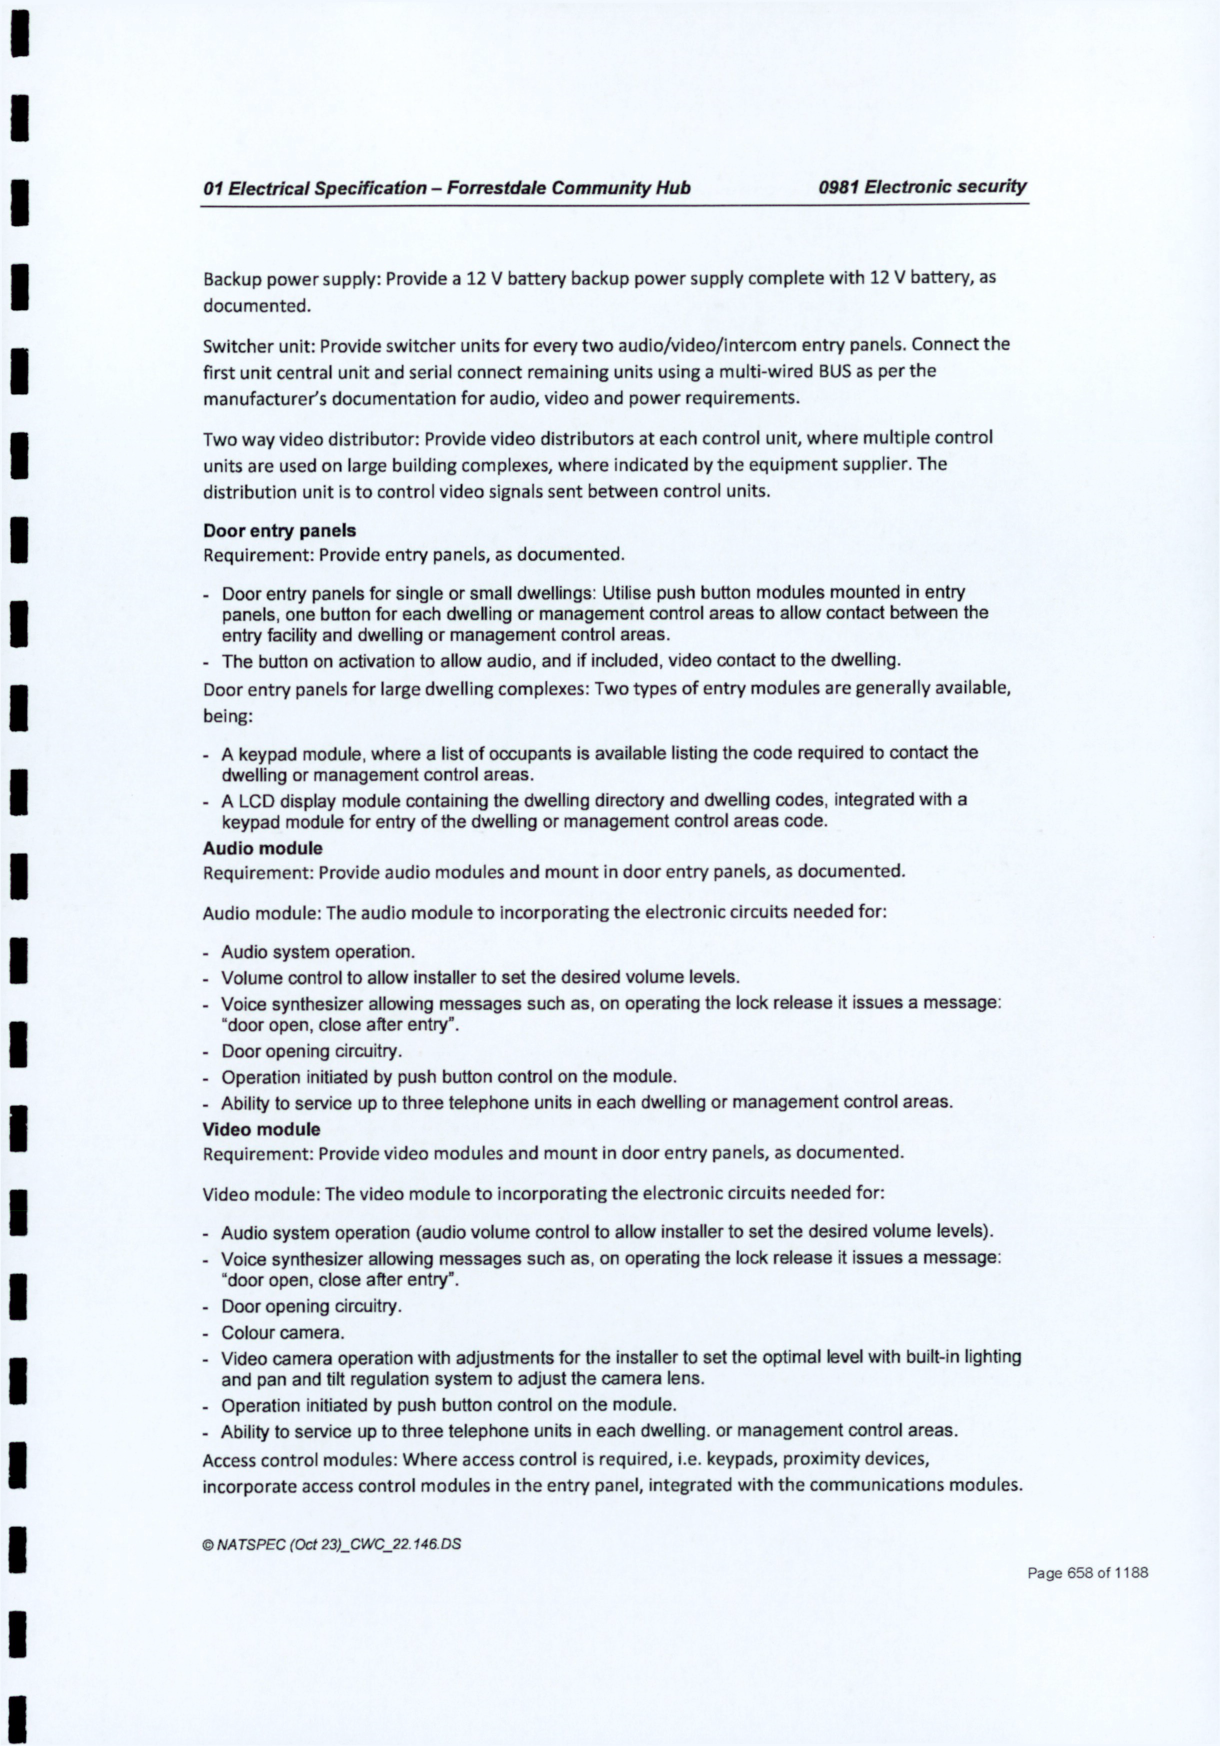 01 Electrical Specification – Forrestdale Community Hub 0981 Electronic security
Backup power supply: Provide a 12 V battery backup power supply complete with 12 V battery, as
documented.
Switcher unit: Provide switcher units for every two audio/video/intercom entry panels. Connect the
first unit central unit and serial connect remaining units using a multi-wired BUS as per the
manufacturer's documentation for audio, video and power requirements.
Two way video distributor: Provide video distributors at each control unit, where multiple control
units are used on large building complexes, where indicated by the equipment supplier. The
distribution unit is to control video signals sent between control units.
Door entry panels
Requirement: Provide entry panels, as documented.
- Door entry panels for single or small dwellings: Utilise push button modules mounted in entry
panels, one button for each dwelling or management control areas to allow contact between the
entry facility and dwelling or management control areas.
- The button on activation to allow audio, and if included, video contact to the dwelling.
Door entry panels for large dwelling complexes: Two types of entry modules are generally available,
being:
- A keypad module, where a list of occupants is available listing the code required to contact the
dwelling or management control areas.
- A LCD display module containing the dwelling directory and dwelling codes, integrated with a
keypad module for entry of the dwelling or management control areas code.
Audio module
Requirement: Provide audio modules and mount in door entry panels, as documented.
Audio module: The audio module to incorporating the electronic circuits needed for:
- Audio system operation.
- Volume control to allow installer to set the desired volume levels.
- Voice synthesizer allowing messages such as, on operating the lock release it issues a message:
"door open, close after entry".
- Door opening circuitry.
- Operation initiated by push button control on the module.
- Ability to service up to three telephone units in each dwelling or management control areas.
Video module
Requirement: Provide video modules and mount in door entry panels, as documented.
Video module: The video module to incorporating the electronic circuits needed for:
- Audio system operation (audio volume control to allow installer to set the desired volume levels).
- Voice synthesizer allowing messages such as, on operating the lock release it issues a message:
"door open, close after entry".
- Door opening circuitry.
- Colour camera.
- Video camera operation with adjustments for the installer to set the optimal level with built-in lighting
and pan and tilt regulation system to adjust the camera lens.
- Operation initiated by push button control on the module.
- Ability to service up to three telephone units in each dwelling. or management control areas.
Access control modules: Where access control is required, i.e. keypads, proximity devices,
incorporate access control modules in the entry panel, integrated with the communications modules.
© NATSPEC (Oct 23)_CWC_22.146.DS
Page 658 of 1188